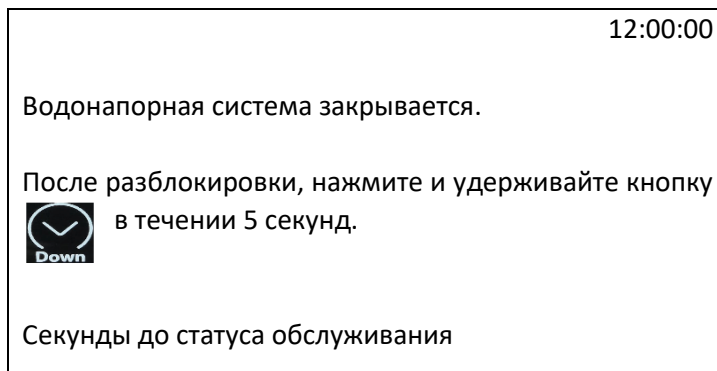 12:00:00
Водонапорная система закрывается.
После разблокировки, нажмите и удерживайте кнопку
Down в течении 5 секунд.
Секунды до статуса обслуживания